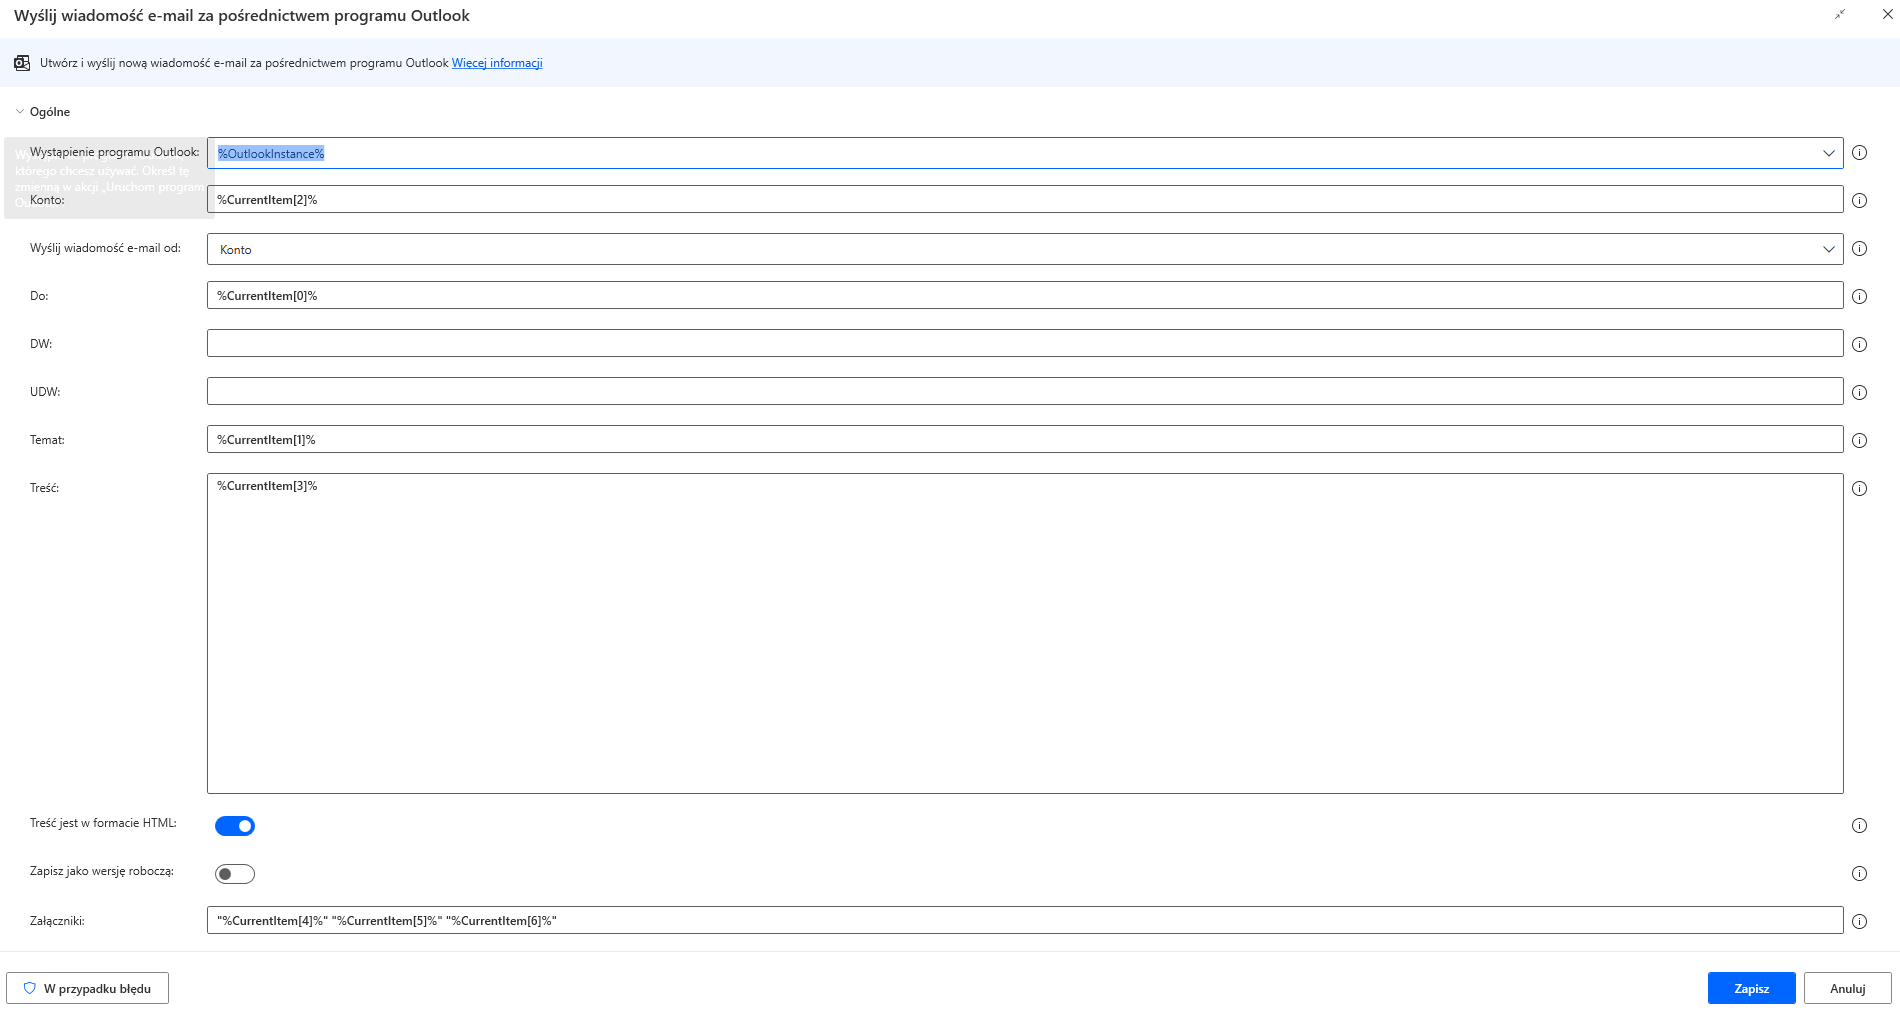 Wyślij wiadomość e-mail za pośrednictwem programu Outlook
Utwórz i wyślij nową wiadomość e-mail za pośrednictwem programu Outlook Więcej informacji
Ogólne
Wystąpienie programu Outlook:
%OutlookInstance%
którego chcesz używać. Określ tę
zmienną w akcji „Uruchom program
Konto:
%CurrentItem[2]%
Wyślij wiadomość e-mail od:
Konto
Do:
%CurrentItem[0]%
DW:
UDW:
Temat:
%CurrentItem[1]%
Treść:
%CurrentItem[3]%
Treść jest w formacie HTML:
Zapisz jako wersję roboczą:
Załączniki:
"%CurrentItem[4]%" "%CurrentItem[5]%" "%CurrentItem[6]%"
W przypadku błędu
Zapisz
Anuluj